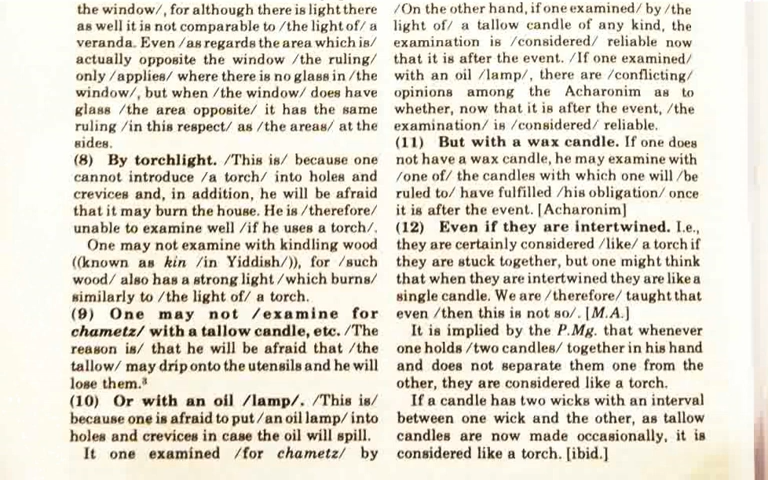 the window/, for although there is light there
as well it is not comparable to /the light of/ a
veranda. Even /as regards the area which is/
actually opposite the window /the ruling/
only /applies/ where there is no glass in /the
window/, but when /the window/ does have
glass /the area opposite/ it has the same
ruling /in this respect/ as /the areas/ at the
sides.
(8) By torchlight. /This is/ because one
cannot introduce /a torch/ into holes and
crevices and, in addition, he will be afraid
that it may burn the house. He is /therefore/
unable to examine well /if he uses a torch/.
One may not examine with kindling wood
((known as kin /in Yiddish/)), for /such
wood/ also has a strong light /which burns/
similarly to /the light of/ a torch.
(9) One may not /examine for
chametz/ with a tallow candle, etc. /The
reason is/ that he will be afraid that /the
tallow/ may drip onto the utensils and he will
lose them.³
(10) Or with an oil /lamp/. /This is/
because one is afraid to put /an oil lamp/ into
holes and crevices in case the oil will spill.
It one examined /for chametz/ by
/On the other hand, if one examined/ by /the
light of/ a tallow candle of any kind, the
examination is /considered/ reliable now
that it is after the event. /If one examined/
with an oil /lamp/, there are /conflicting/
opinions among the Acharonim as to
whether, now that it is after the event, /the
examination/ is /considered/ reliable.
(11) But with a wax candle. If one does
not have a wax candle, he may examine with
/one of/ the candles with which one will /be
ruled to/ have fulfilled /his obligation/ once
it is after the event. [Acharonim]
(12) Even if they are intertwined. I.e.,
they are certainly considered /like/ a torch if
they are stuck together, but one might think
that when they are intertwined they are like a
single candle. We are /therefore/ taught that
even /then this is not so/. [M.A.]
It is implied by the P.Mg. that whenever
one holds /two candles/ together in his hand
and does not separate them one from the
other, they are considered like a torch.
If a candle has two wicks with an interval
between one wick and the other, as tallow
candles are now made occasionally, it is
considered like a torch. [ibid.]